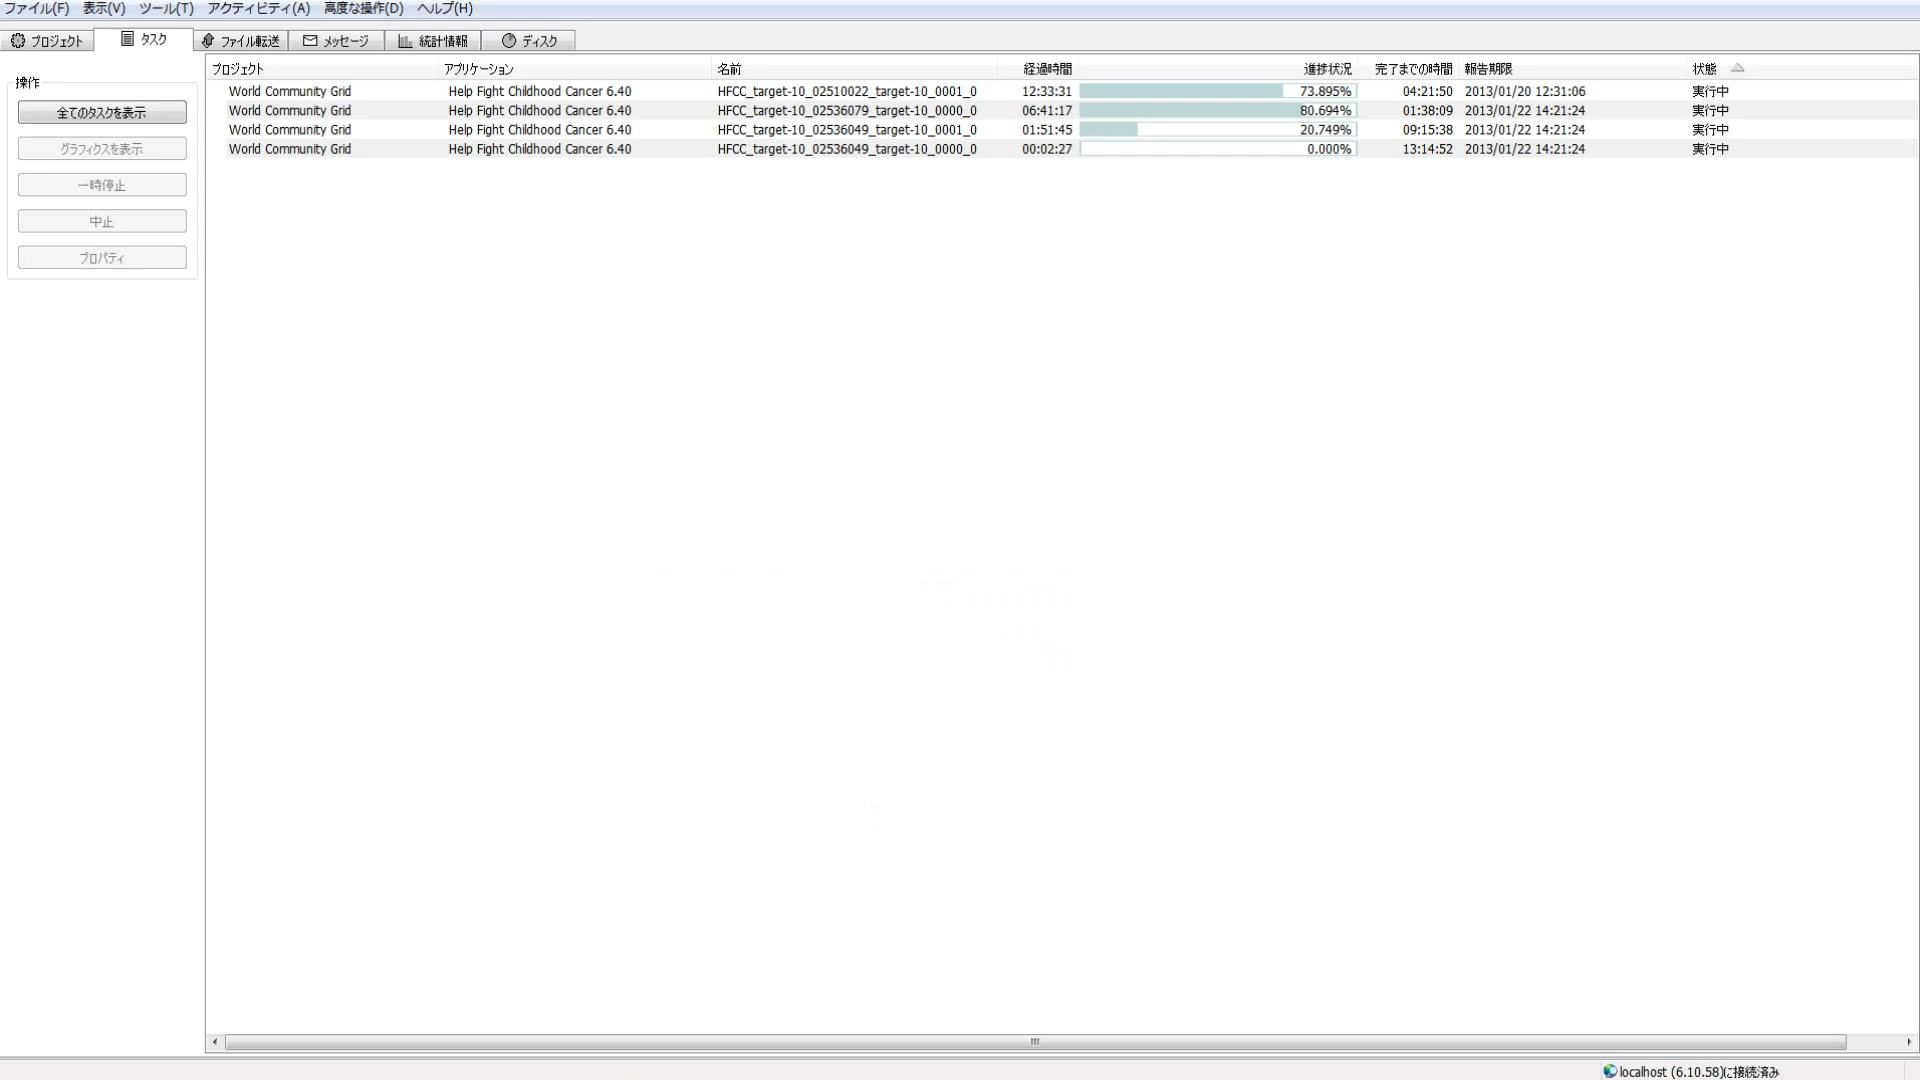 ファイル(F) 表示(V) ツール(T) アクティビティ(A) 高度な操作(D) ヘルプ(H)
プロジェクト タスク ファイル転送 メッセージ 統計情報 ディスク
操作
全てのタスクを表示
グラフィクスを表示
一時停止
中止
プロパティ
プロジェクト アプリケーション 名前 経過時間 進捗状況 完了までの時間 報告期限 状態
World Community Grid Help Fight Childhood Cancer 6.40 HFCC_target-10_02510022_target-10_0001_0 12:33:31 73.895% 04:21:50 2013/01/20 12:31:06 実行中
World Community Grid Help Fight Childhood Cancer 6.40 HFCC_target-10_02536079_target-10_0000_0 06:41:17 80.694% 01:38:09 2013/01/22 14:21:24 実行中
World Community Grid Help Fight Childhood Cancer 6.40 HFCC_target-10_02536049_target-10_0001_0 01:51:45 20.749% 09:15:38 2013/01/22 14:21:24 実行中
World Community Grid Help Fight Childhood Cancer 6.40 HFCC_target-10_02536049_target-10_0000_0 00:02:27 0.000% 13:14:52 2013/01/22 14:21:24 実行中
localhost (6.10.58)に接続済み